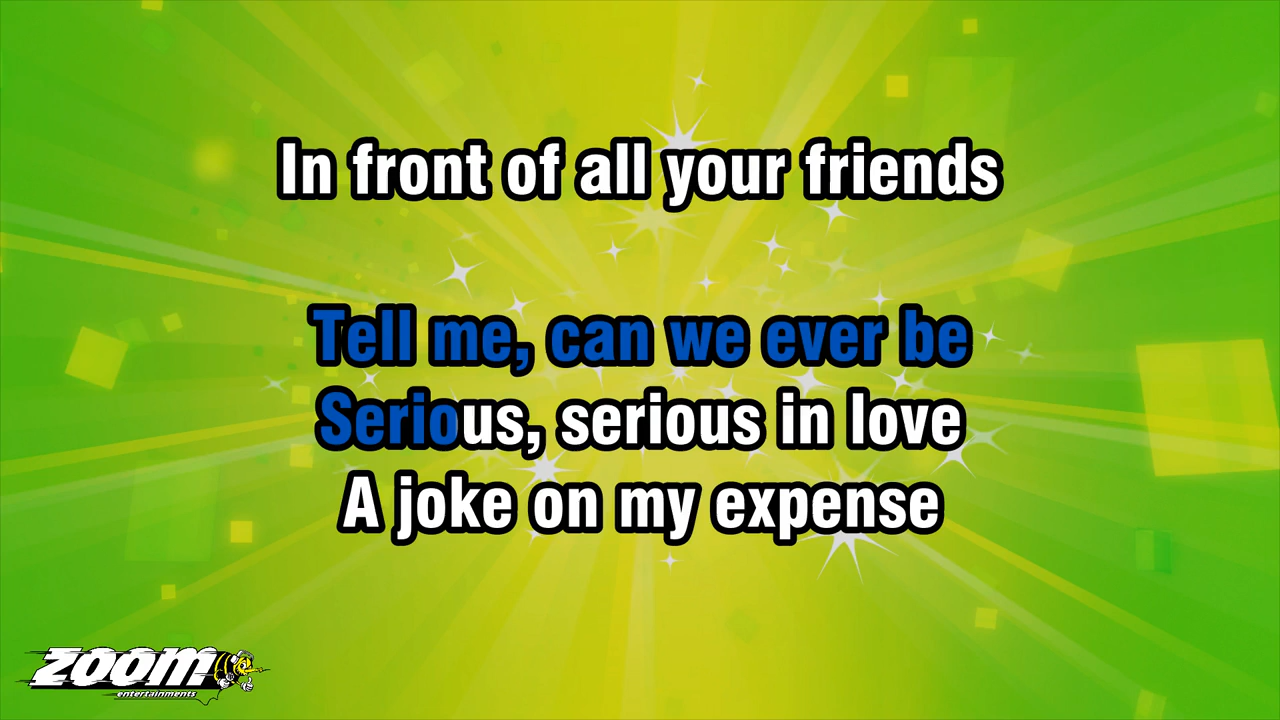 In front of all your friends
Tell me, can we ever be
Serious, serious in love
A joke on my expense
zoom
entertainments